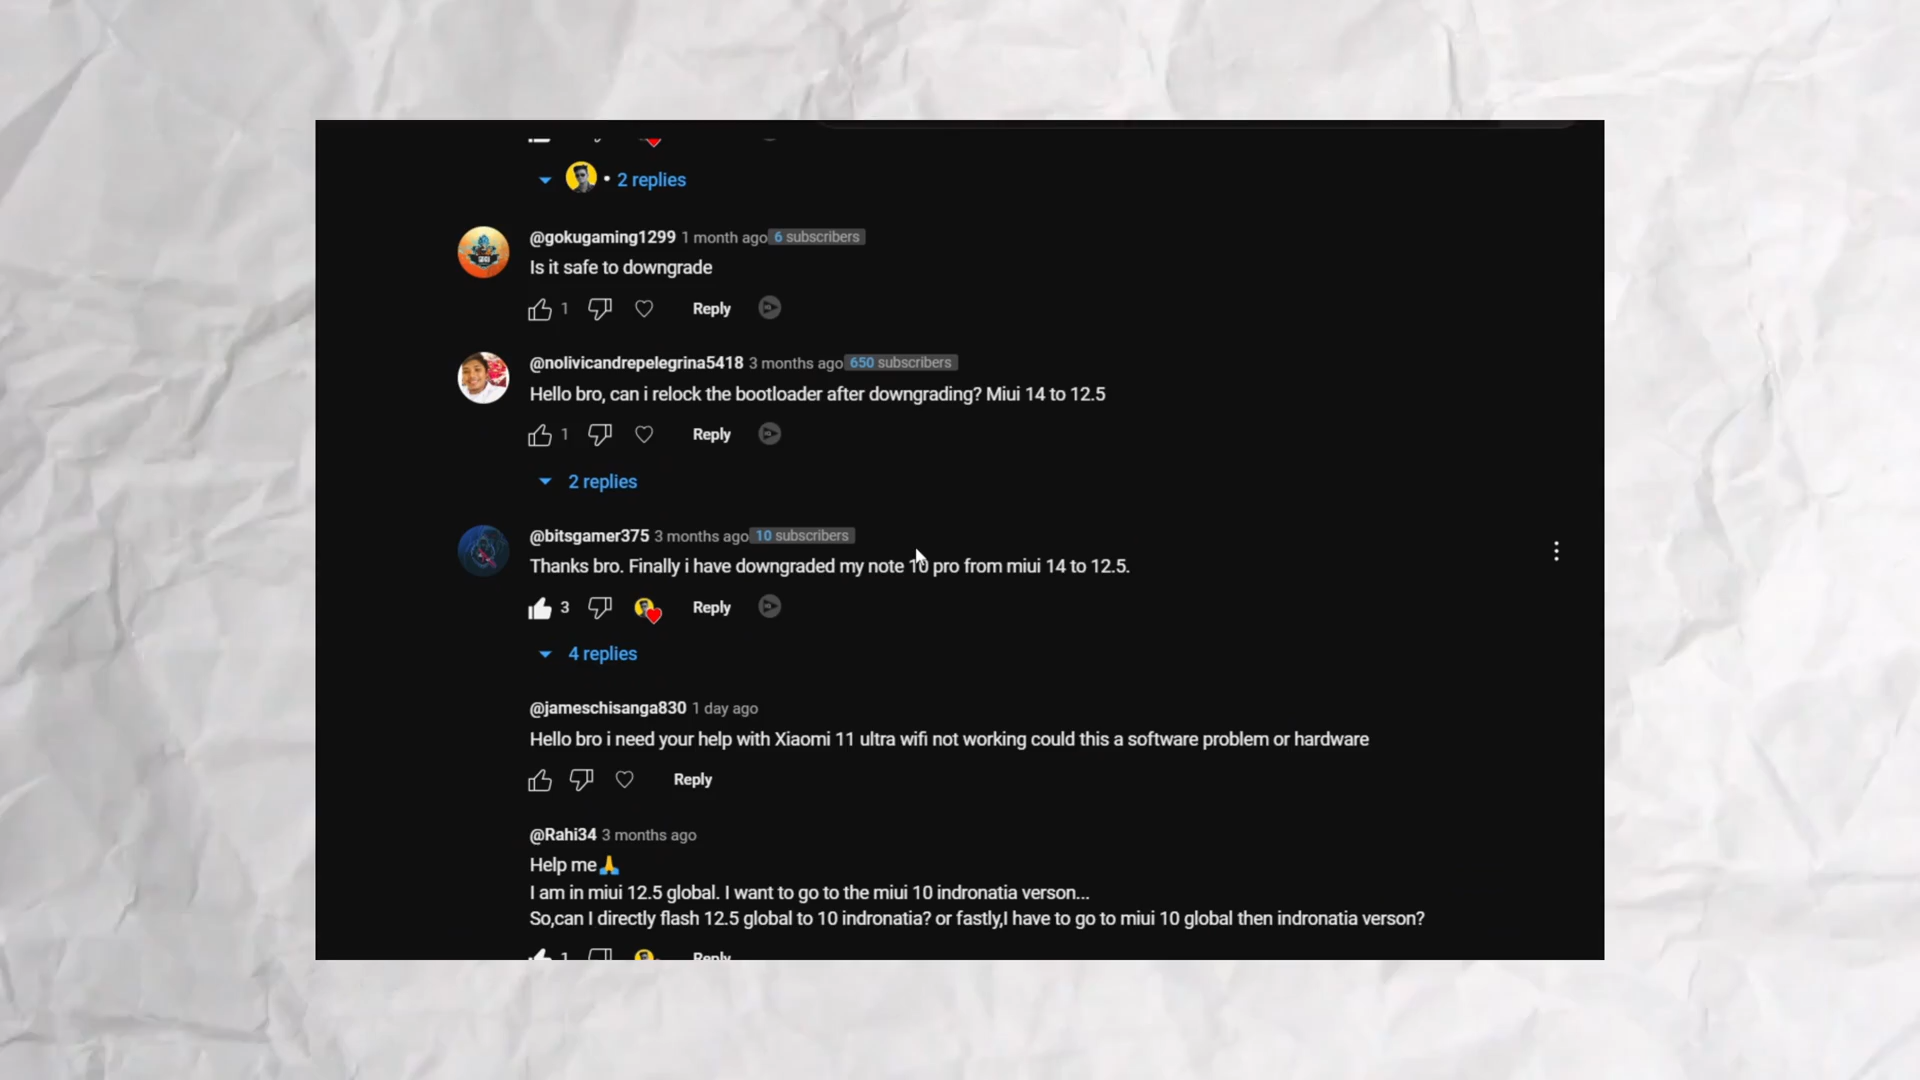 • 2 replies
@gokugaming1299 1 month ago 6 subscribers
Is it safe to downgrade
1 Reply
@nolivicandrepelegrina5418 3 months ago 650 subscribers
Hello bro, can i relock the bootloader after downgrading? Miui 14 to 12.5
1 Reply
2 replies
@bitsgamer375 3 months ago 10 subscribers
Thanks bro. Finally i have downgraded my note 10 pro from miui 14 to 12.5.
3 Reply
4 replies
@jameschisanga830 1 day ago
Hello bro i need your help with Xiaomi 11 ultra wifi not working could this a software problem or hardware
Reply
@Rahi34 3 months ago
Help me🙏
I am in miui 12.5 global. I want to go to the miui 10 indronatia verson...
So,can I directly flash 12.5 global to 10 indronatia? or fastly,I have to go to miui 10 global then indronatia verson?
1 Reply